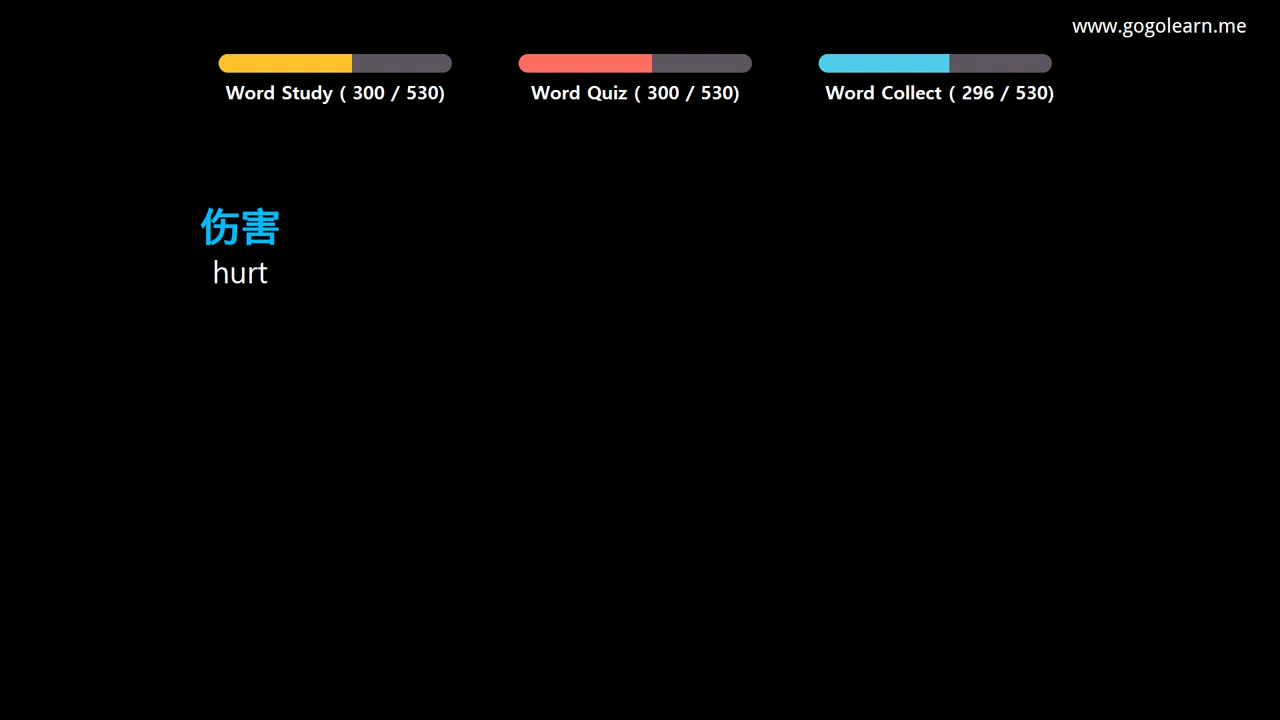 www.gogolearn.me
Word Study ( 300 / 530)
Word Quiz ( 300 / 530)
Word Collect ( 296 / 530)
伤害
hurt